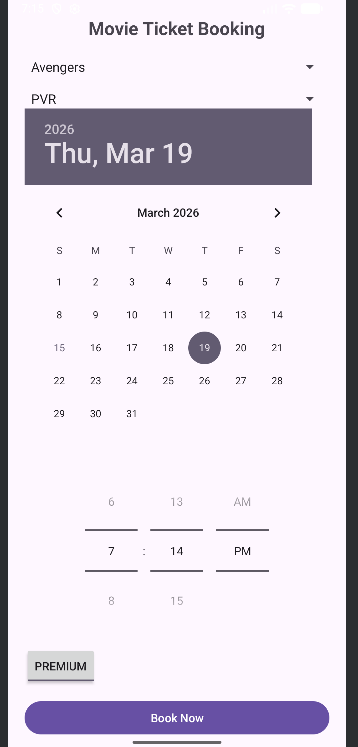 Movie Ticket Booking
Avengers
PVR
2026
Thu, Mar 19
March 2026
S M T W T F S
1 2 3 4 5 6 7
8 9 10 11 12 13 14
15 16 17 18 19 20 21
22 23 24 25 26 27 28
29 30 31
6 13 AM
7 : 14 PM
8 15
PREMIUM
Book Now